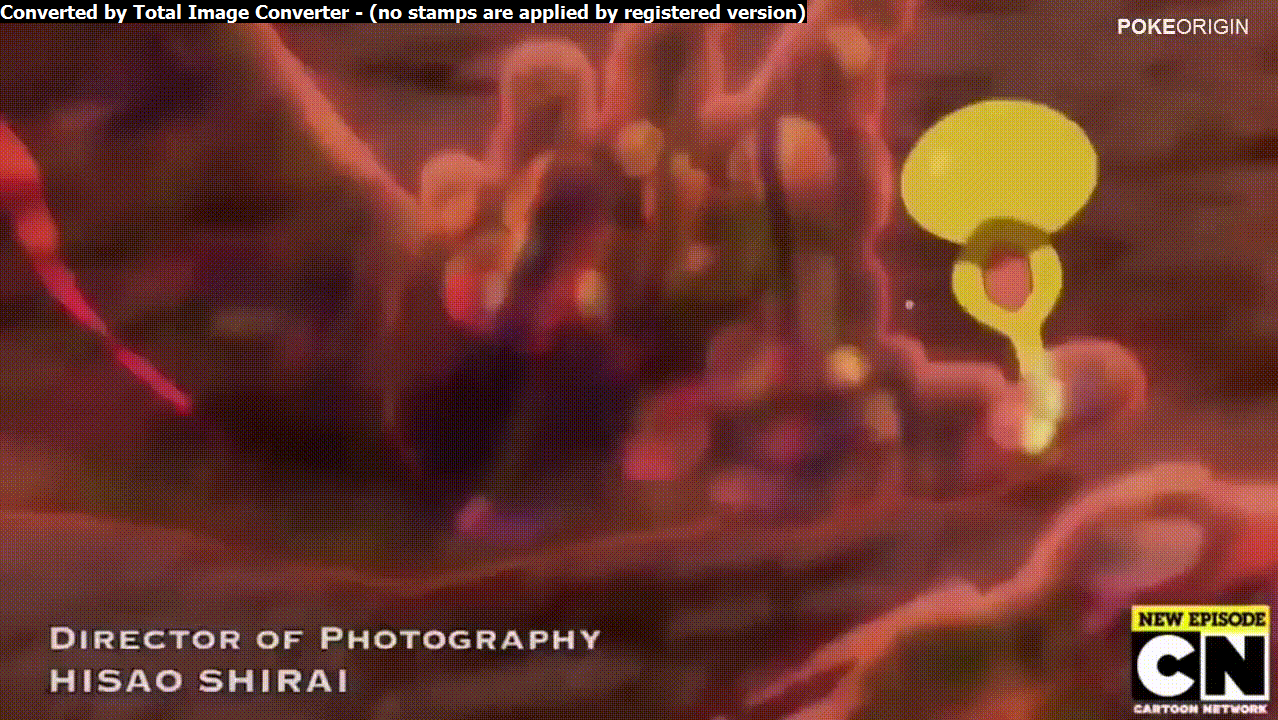 Converted by Total Image Converter - (no stamps are applied by registered version)
POKEORIGIN
DIRECTOR OF PHOTOGRAPHY
HISAO SHIRAI
NEW EPISODE
CN
CARTOON NETWORK